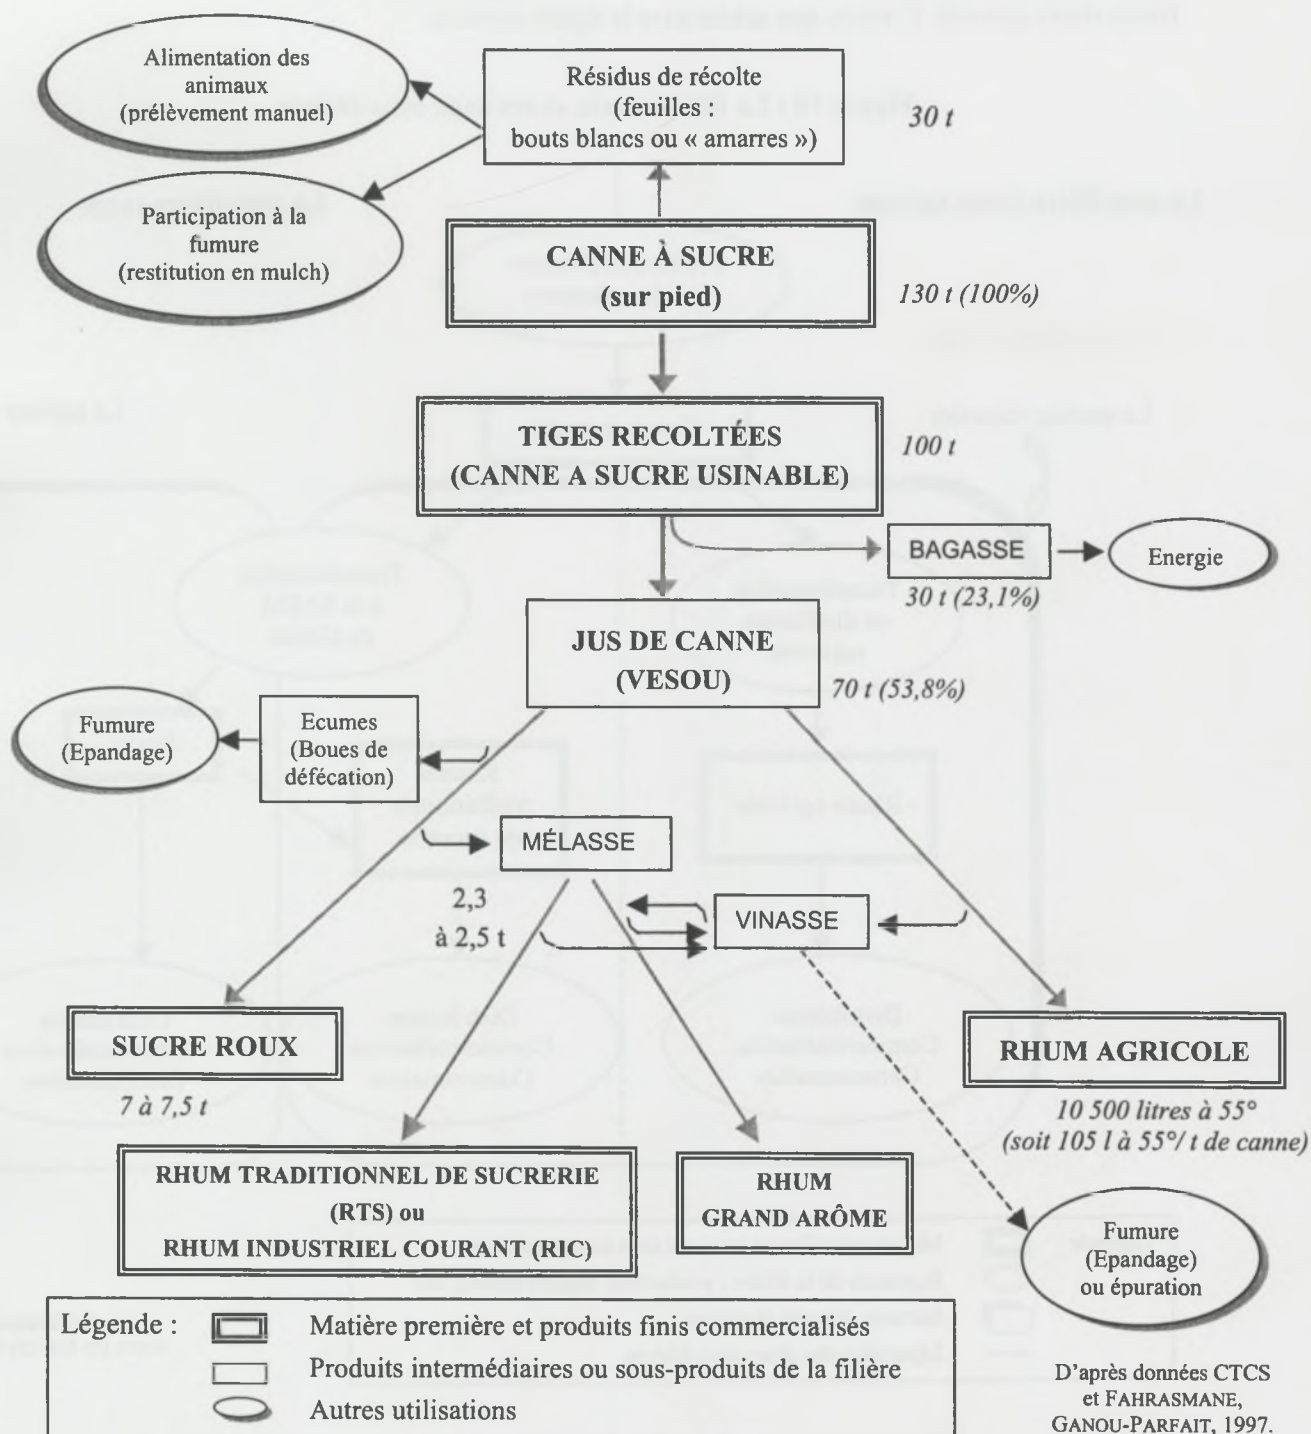 Alimentation des
animaux
(prélèvement manuel)
Résidus de récolte
(feuilles :
bouts blancs ou « amarres »)
30 t
Participation à la
fumure
(restitution en mulch)
CANNE À SUCRE
(sur pied)
130 t (100%)
TIGES RECOLTÉES
(CANNE A SUCRE USINABLE)
100 t
BAGASSE
Energie
30 t (23,1%)
JUS DE CANNE
(VESOU)
70 t (53,8%)
Fumure
(Epandage)
Ecumes
(Boues de
défécation)
MÉLASSE
2,3
à 2,5 t
VINASSE
SUCRE ROUX
7 à 7,5 t
RHUM AGRICOLE
10 500 litres à 55°
(soit 105 l à 55°/ t de canne)
RHUM TRADITIONNEL DE SUCRERIE
(RTS) ou
RHUM INDUSTRIEL COURANT (RIC)
RHUM
GRAND ARÔME
Fumure
(Epandage)
ou épuration
Légende :
Matière première et produits finis commercialisés
Produits intermédiaires ou sous-produits de la filière
Autres utilisations
D'après données CTCS
et FAHRASMANE,
GANOU-PARFAIT, 1997.